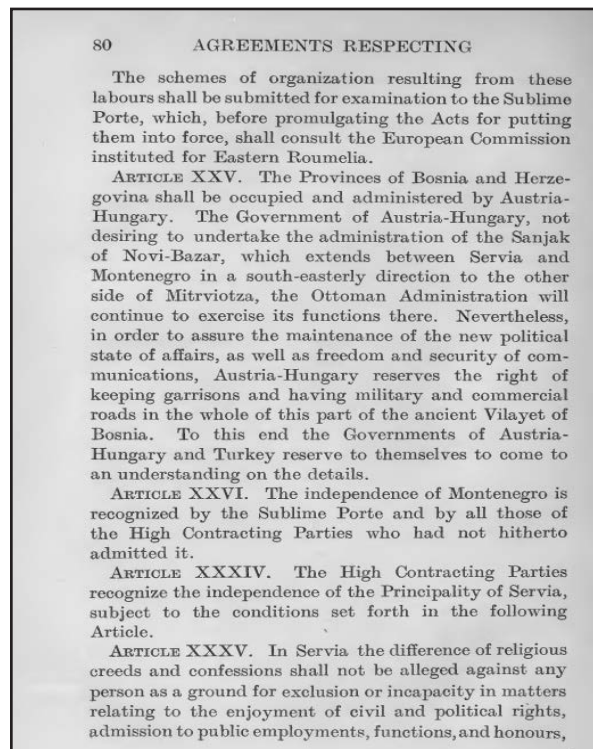 80 AGREEMENTS RESPECTING
The schemes of organization resulting from these
labours shall be submitted for examination to the Sublime
Porte, which, before promulgating the Acts for putting
them into force, shall consult the European Commission
instituted for Eastern Roumelia.
ARTICLE XXV. The Provinces of Bosnia and Herze-
govina shall be occupied and administered by Austria-
Hungary. The Government of Austria-Hungary, not
desiring to undertake the administration of the Sanjak
of Novi-Bazar, which extends between Servia and
Montenegro in a south-easterly direction to the other
side of Mitrviotza, the Ottoman Administration will
continue to exercise its functions there. Nevertheless,
in order to assure the maintenance of the new political
state of affairs, as well as freedom and security of com-
munications, Austria-Hungary reserves the right of
keeping garrisons and having military and commercial
roads in the whole of this part of the ancient Vilayet of
Bosnia. To this end the Governments of Austria-
Hungary and Turkey reserve to themselves to come to
an understanding on the details.
ARTICLE XXVI. The independence of Montenegro is
recognized by the Sublime Porte and by all those of
the High Contracting Parties who had not hitherto
admitted it.
ARTICLE XXXIV. The High Contracting Parties
recognize the independence of the Principality of Servia,
subject to the conditions set forth in the following
Article.
ARTICLE XXXV. In Servia the difference of religious
creeds and confessions shall not be alleged against any
person as a ground for exclusion or incapacity in matters
relating to the enjoyment of civil and political rights,
admission to public employments, functions, and honours,